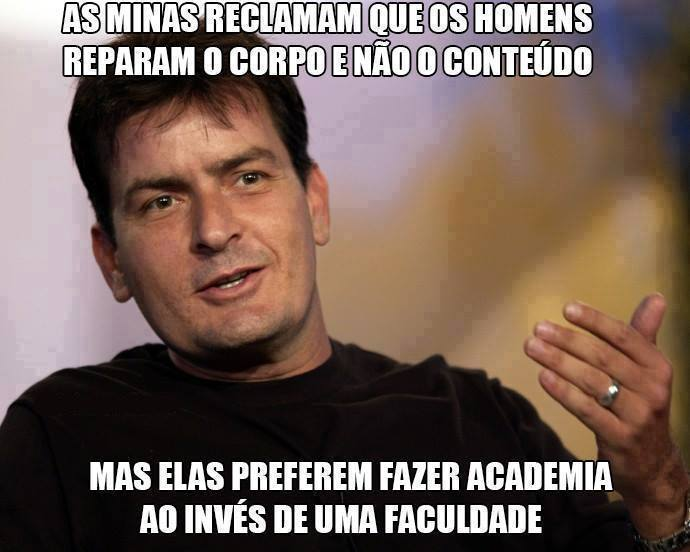 AS MINAS RECLAMAM QUE OS HOMENS
REPARAM O CORPO E NÃO O CONTEÚDO
MAS ELAS PREFEREM FAZER ACADEMIA
AO INVÉS DE UMA FACULDADE